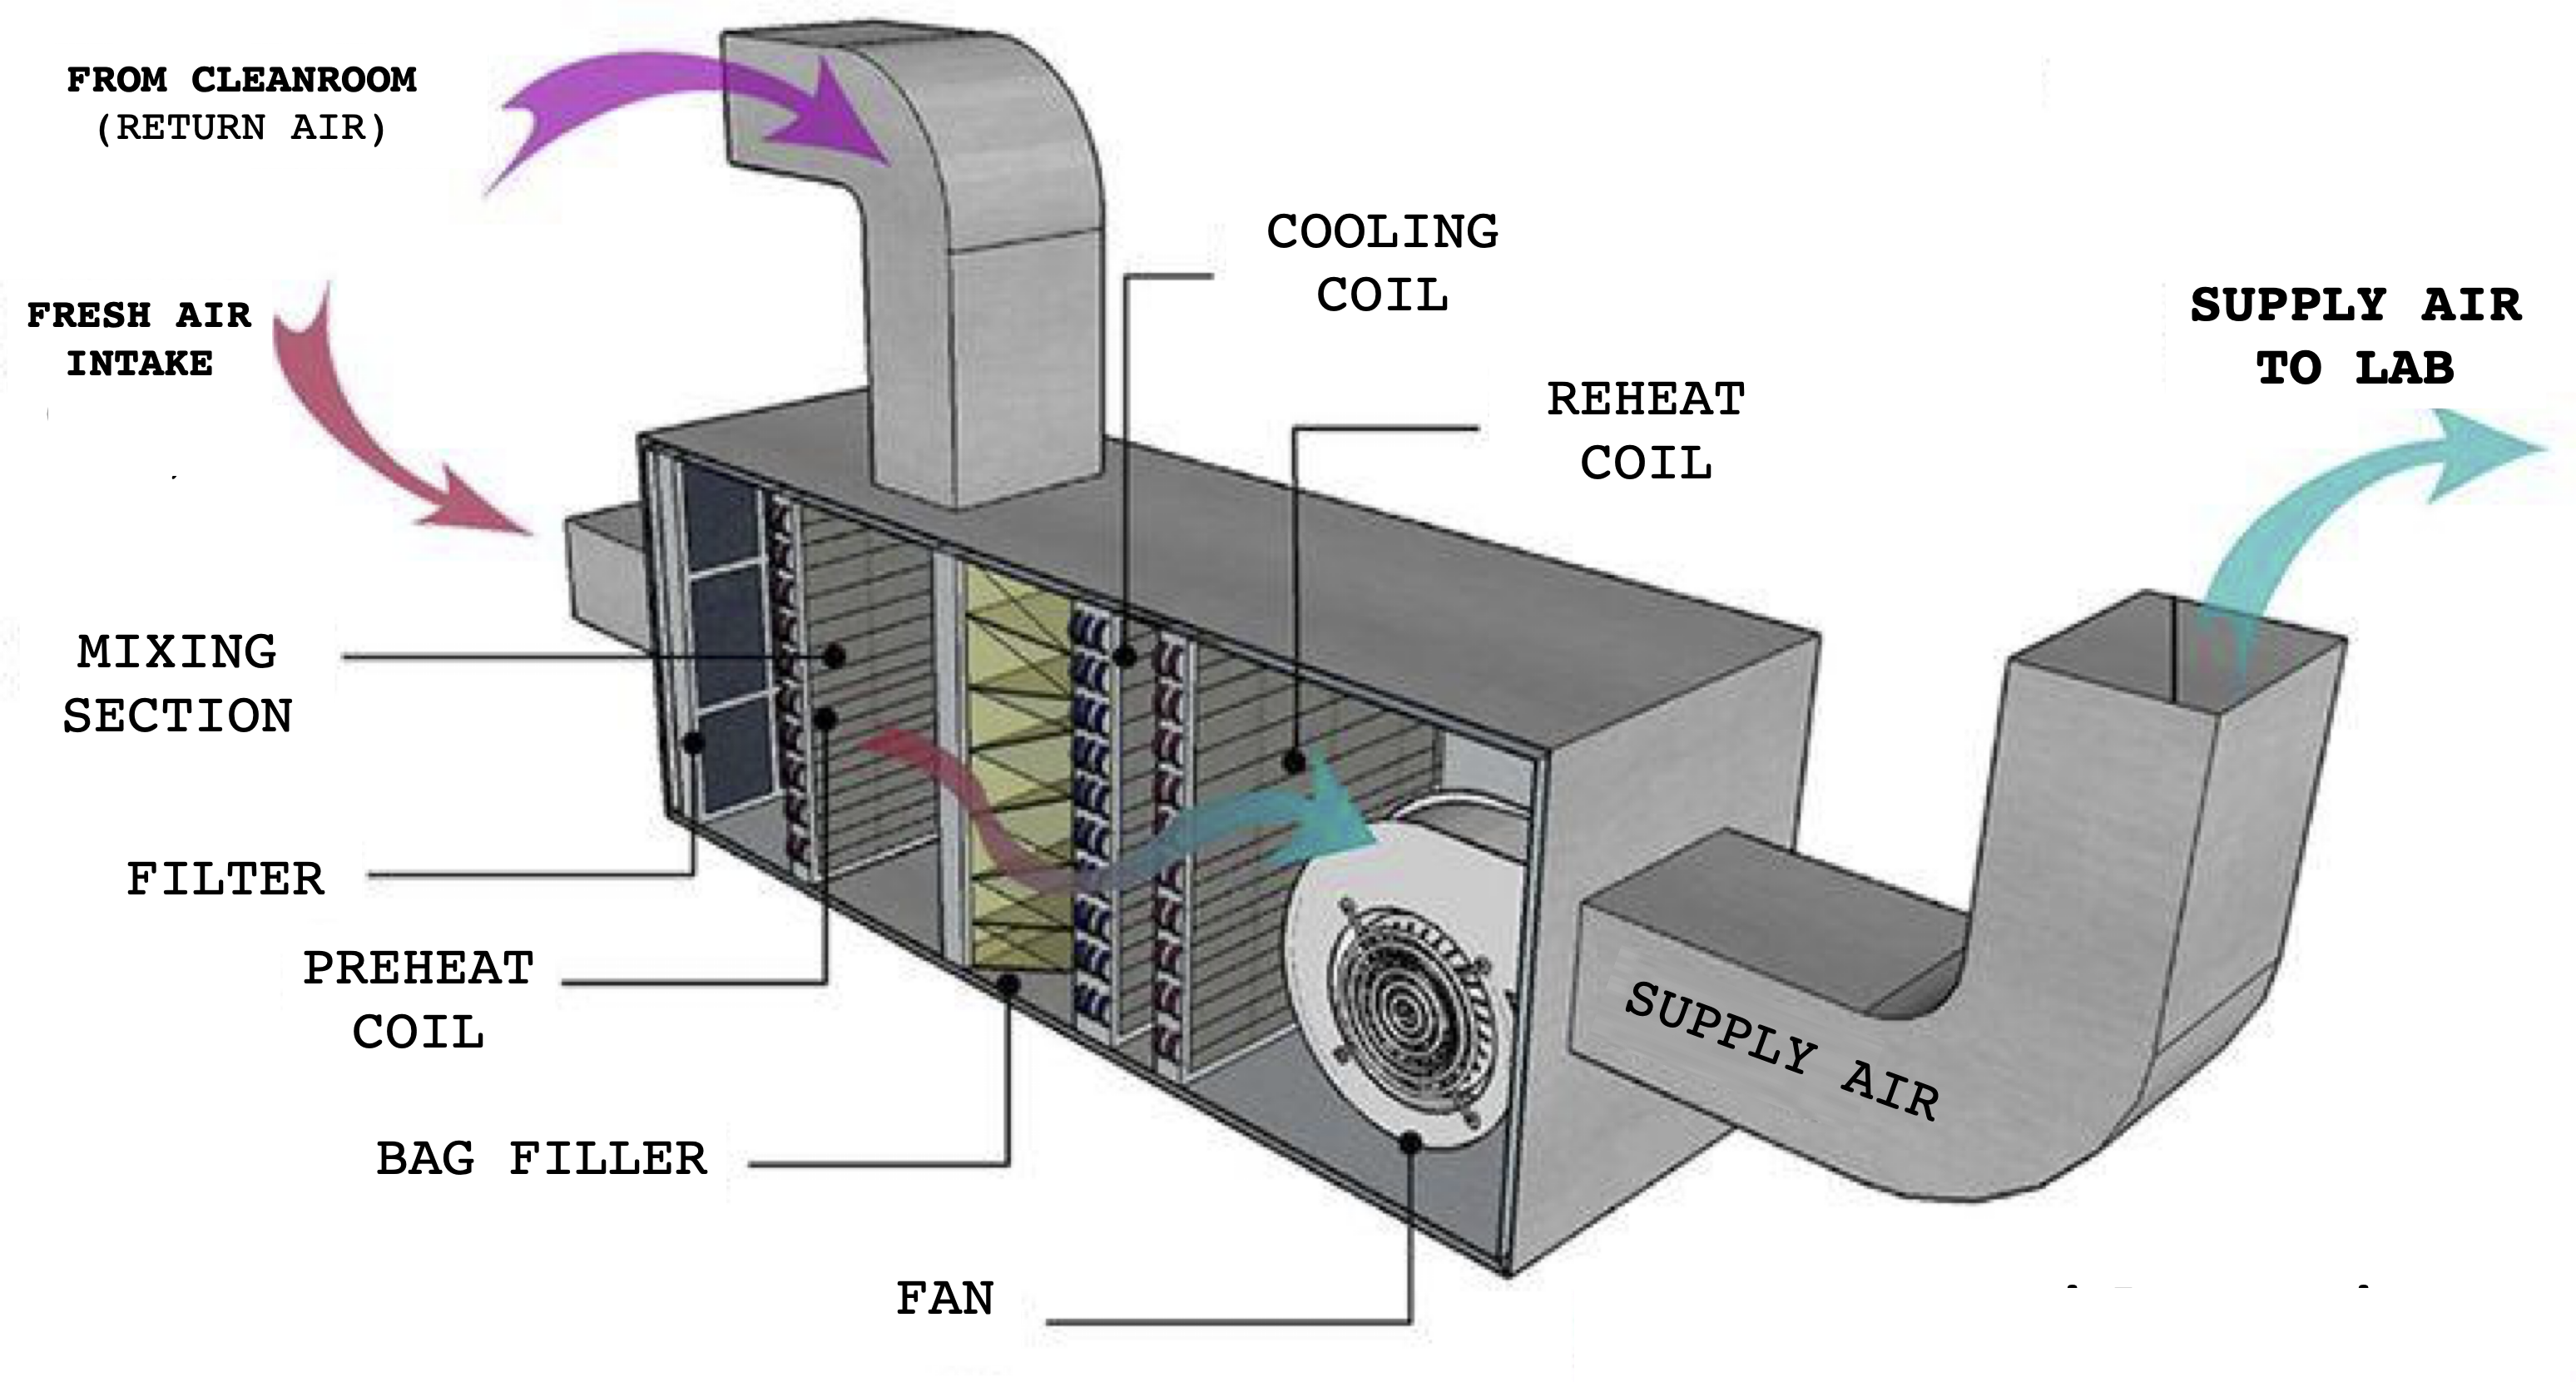 FROM CLEANROOM
(RETURN AIR)
FRESH AIR
INTAKE
COOLING
COIL
REHEAT
COIL
SUPPLY AIR
TO LAB
MIXING
SECTION
FILTER
PREHEAT
COIL
BAG FILLER
FAN
SUPPLY AIR